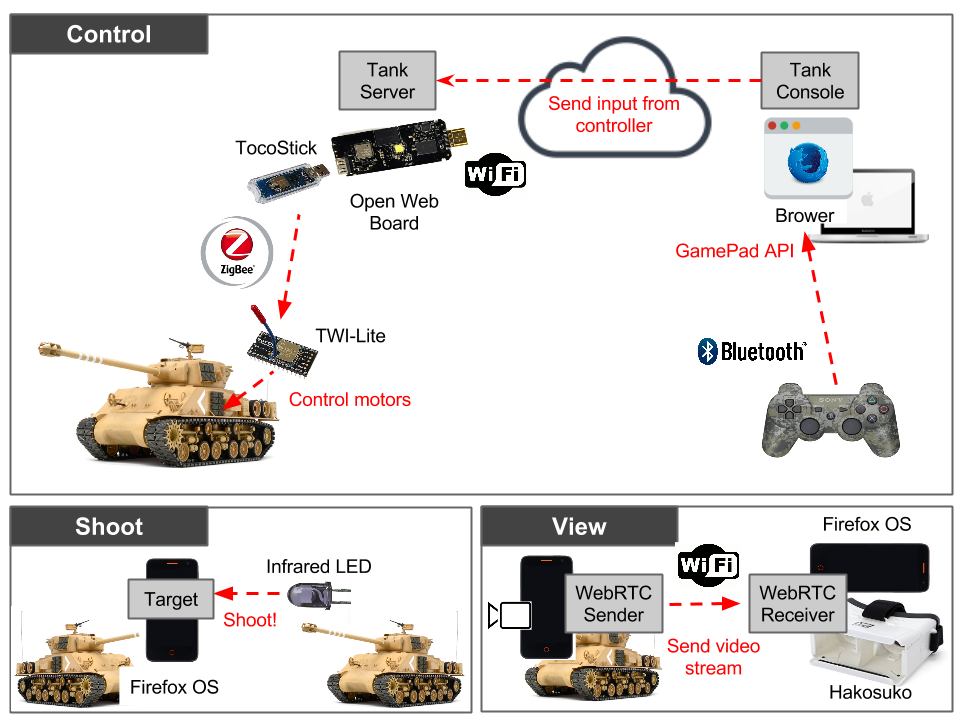 Control
Tank
Server
Send input from
controller
Tank
Console
TocoStick
Open Web
Board
WiFi
Brower
GamePad API
ZigBee®
TWI-Lite
Control motors
Bluetooth
SONY
Shoot
Infrared LED
Target
Shoot!
Firefox OS
View
Firefox OS
WiFi
WebRTC
Sender
WebRTC
Receiver
Send video
stream
Hakosuko